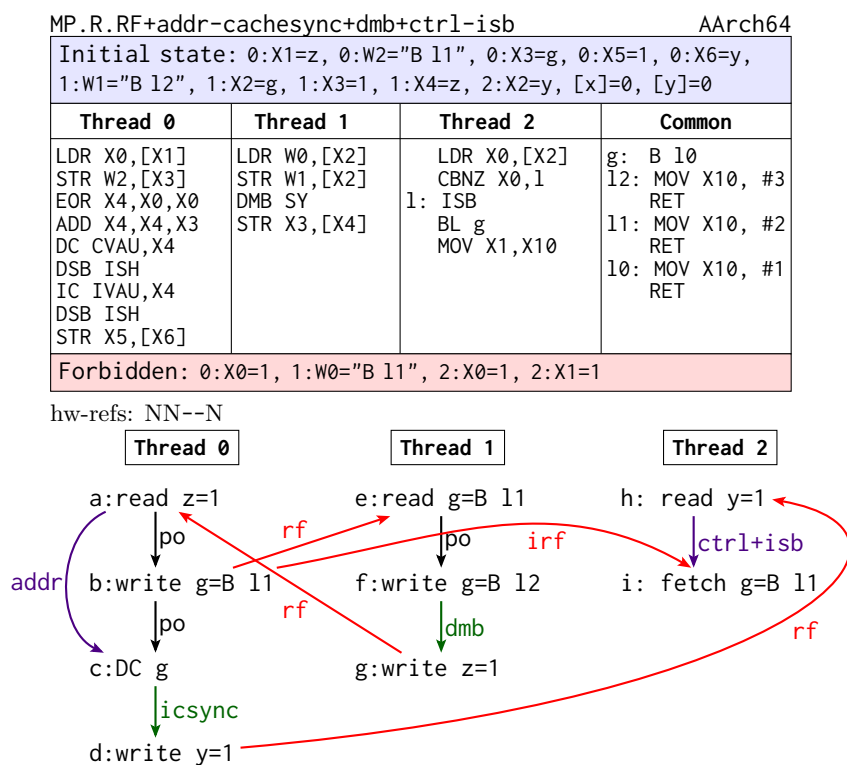 MP.R.RF+addr-cachesync+dmb+ctrl-isb AArch64
Initial state: 0:X1=z, 0:W2="B l1", 0:X3=g, 0:X5=1, 0:X6=y,
1:W1="B l2", 1:X2=g, 1:X3=1, 1:X4=z, 2:X2=y, [x]=0, [y]=0
Thread 0 Thread 1 Thread 2 Common
LDR X0,[X1] LDR W0,[X2] LDR X0,[X2] g: B l0
STR W2,[X3] STR W1,[X2] CBNZ X0,l l2: MOV X10, #3
EOR X4,X0,X0 DMB SY l: ISB RET
ADD X4,X4,X3 STR X3,[X4] BL g l1: MOV X10, #2
DC CVAU,X4 MOV X1,X10 RET
DSB ISH l0: MOV X10, #1
IC IVAU,X4 RET
DSB ISH
STR X5,[X6]
Forbidden: 0:X0=1, 1:W0="B l1", 2:X0=1, 2:X1=1
hw-refs: NN--N
Thread 0 Thread 1 Thread 2
a:read z=1 e:read g=B l1 h: read y=1
po rf po irf ctrl+isb
addr b:write g=B l1 f:write g=B l2 i: fetch g=B l1
po rf dmb rf
c:DC g g:write z=1
icsync
d:write y=1